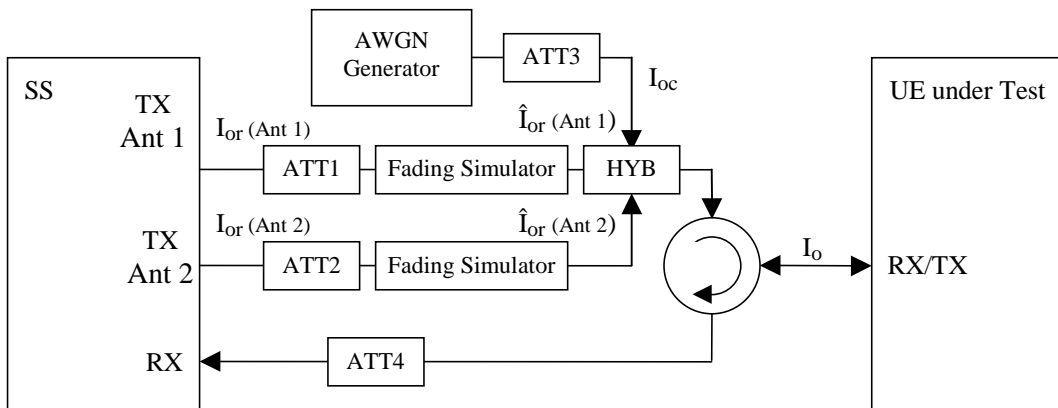 AWGN
Generator
ATT3
SS
UE under Test
I_oc
TX
Ant 1
I_or (Ant 1)
Î_or (Ant 1)
ATT1
Fading Simulator
HYB
TX
Ant 2
I_or (Ant 2)
Î_or (Ant 2)
ATT2
Fading Simulator
I_o
RX/TX
RX
ATT4